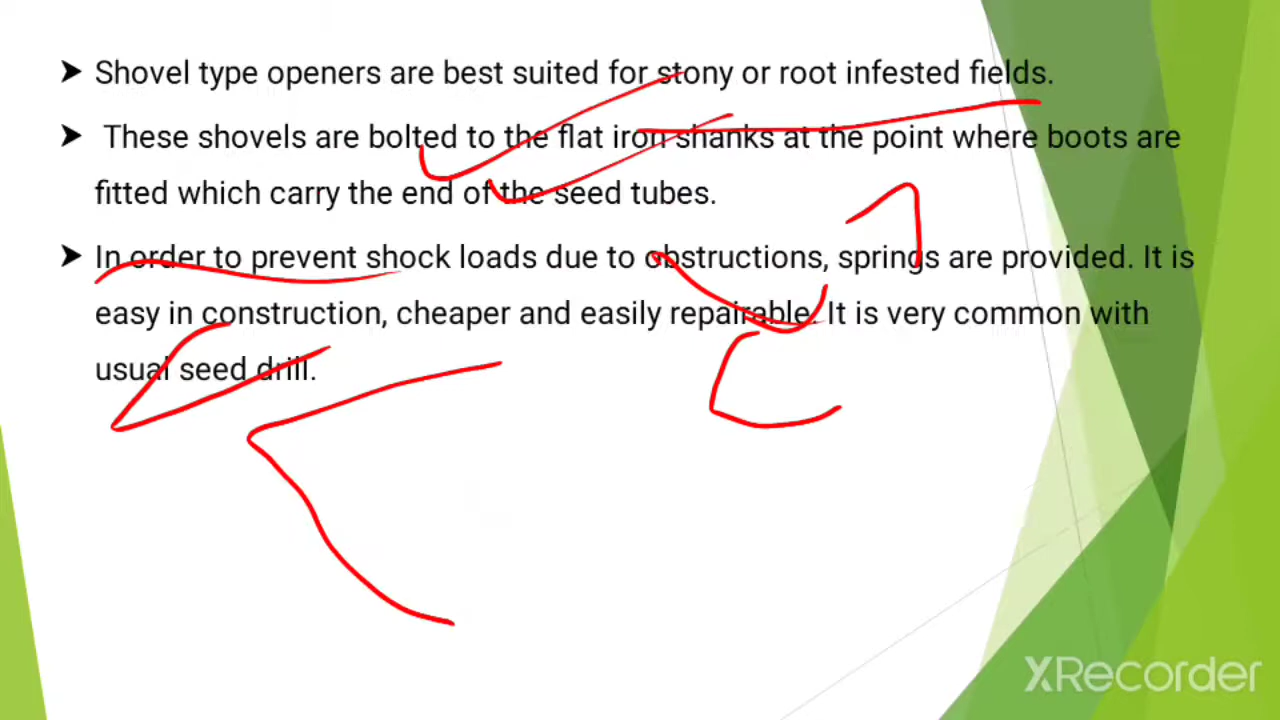 Shovel type openers are best suited for stony or root infested fields.
These shovels are bolted to the flat iron shanks at the point where boots are
fitted which carry the end of the seed tubes.
In order to prevent shock loads due to obstructions, springs are provided. It is
easy in construction, cheaper and easily repairable. It is very common with
usual seed drill.
XRecorder